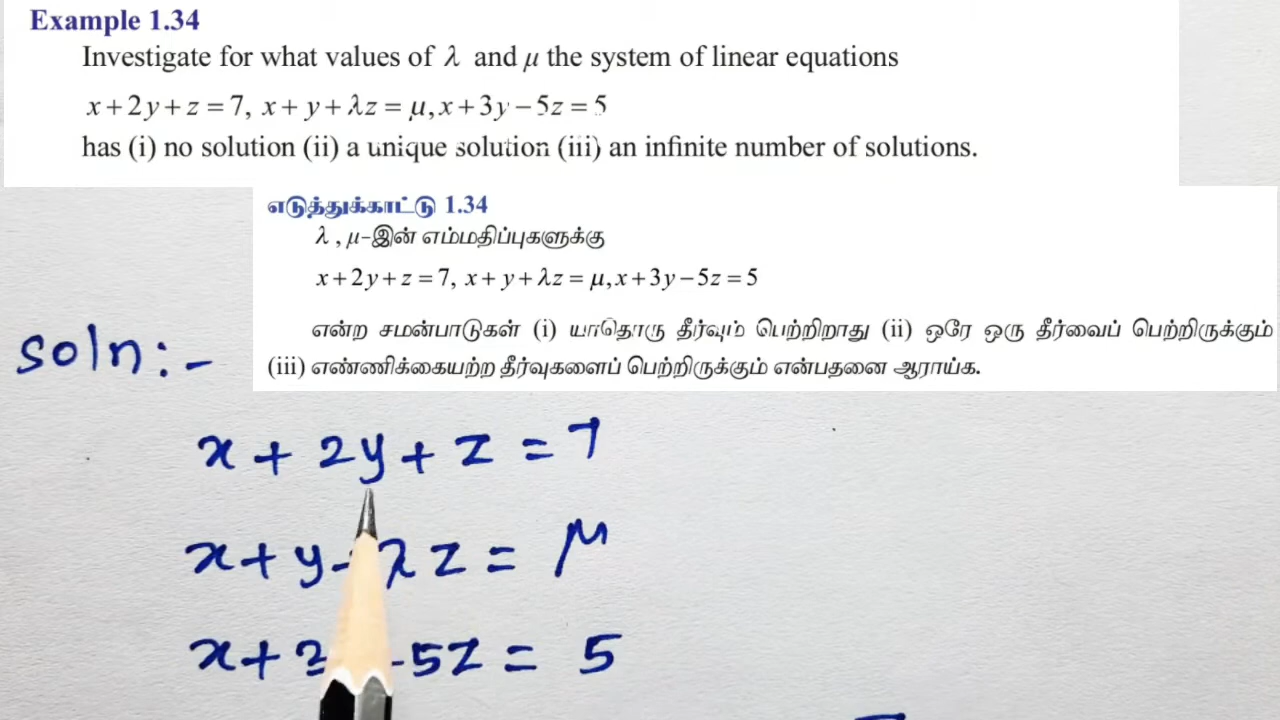 Example 1.34
Investigate for what values of λ and μ the system of linear equations
x + 2y + z = 7, x + y + λz = μ, x + 3y − 5z = 5
has (i) no solution (ii) a unique solution (iii) an infinite number of solutions.
எடுத்துக்காட்டு 1.34
λ , μ-இன் எம்மதிப்புகளுக்கு
x + 2y + z = 7, x + y + λz = μ, x + 3y − 5z = 5
என்ற சமன்பாடுகள் (i) யாதொரு தீர்வும் பெற்றிறாது (ii) ஒரே ஒரு தீர்வைப் பெற்றிருக்கும்
(iii) எண்ணிக்கையற்ற தீர்வுகளைப் பெற்றிருக்கும் என்பதனை ஆராய்க.
Soln:-
x + 2y + z = 7
x + y λz = μ
x + 3 - 5z = 5